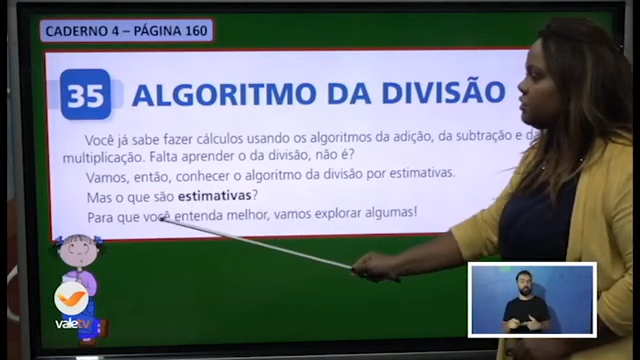 CADERNO 4 – PÁGINA 160
35 ALGORITMO DA DIVISÃO
Você já sabe fazer cálculos usando os algoritmos da adição, da subtração e da
multiplicação. Falta aprender o da divisão, não é?
Vamos, então, conhecer o algoritmo da divisão por estimativas.
Mas o que são estimativas?
Para que você entenda melhor, vamos explorar algumas!
valetv